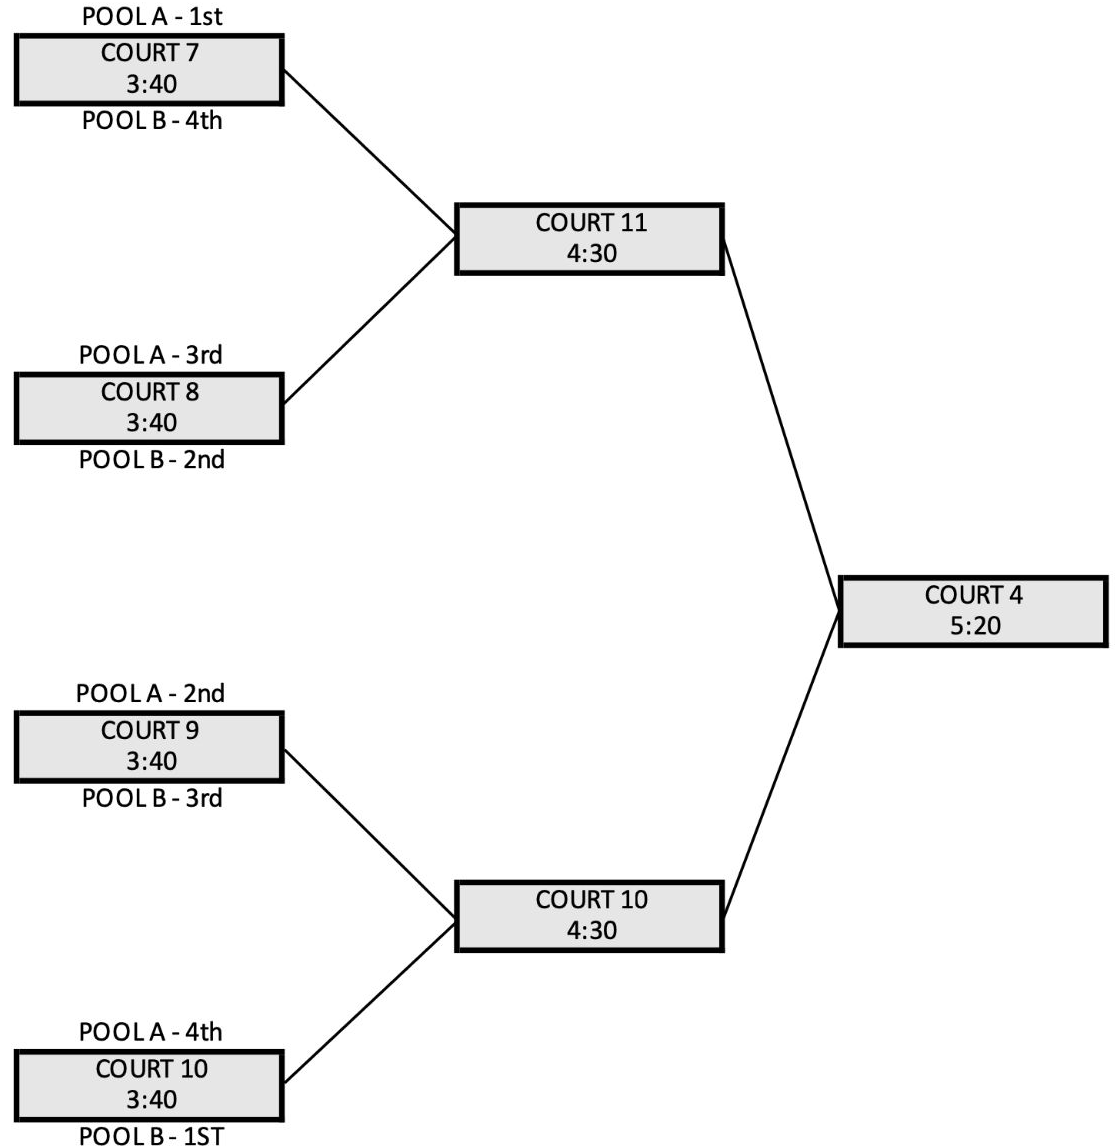 POOL A - 1st
COURT 7
3:40
POOL B - 4th
COURT 11
4:30
POOL A - 3rd
COURT 8
3:40
POOL B - 2nd
COURT 4
5:20
POOL A - 2nd
COURT 9
3:40
POOL B - 3rd
COURT 10
4:30
POOL A - 4th
COURT 10
3:40
POOL B - 1ST